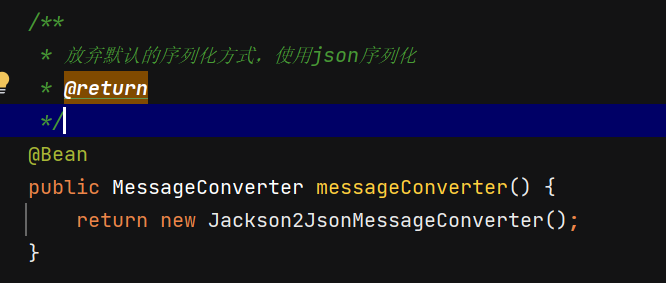 /**
 * 放弃默认的序列化方式，使用json序列化
 * @return
 */
@Bean
public MessageConverter messageConverter() {
    return new Jackson2JsonMessageConverter();
}